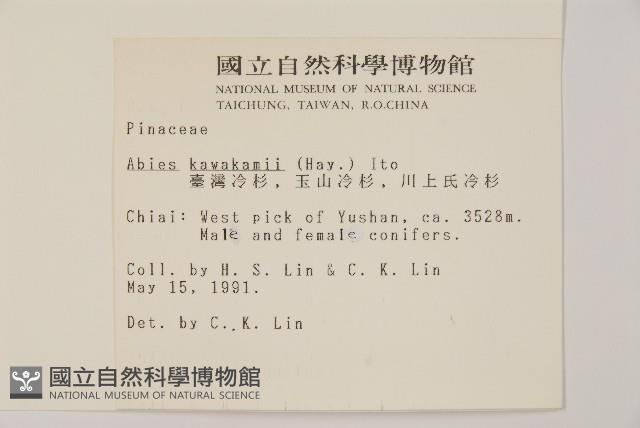 國立自然科學博物館
NATIONAL MUSEUM OF NATURAL SCIENCE
TAICHUNG, TAIWAN, R.O.CHINA
Pinaceae
Abies kawakamii (Hay.) Ito
臺灣冷杉, 玉山冷杉, 川上氏冷杉
Chiai: West pick of Yushan, ca. 3528m.
Male and female conifers.
Coll. by H. S. Lin & C. K. Lin
May 15, 1991.
Det. by C. K. Lin
國立自然科學博物館
NATIONAL MUSEUM OF NATURAL SCIENCE